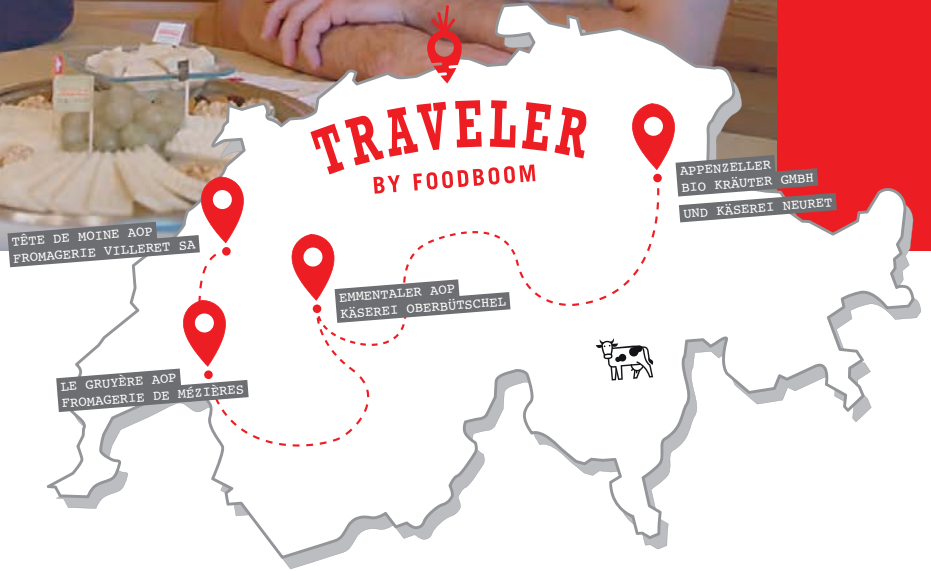 TRAVELER
BY FOODBOOM
APPENZELLER
BIO KRÄUTER GMBH
UND KÄSEREI NEURET
TÊTE DE MOINE AOP
FROMAGERIE VILLERET SA
EMMENTALER AOP
KÄSEREI OBERBÜTSCHEL
LE GRUYÈRE AOP
FROMAGERIE DE MÉZIÈRES